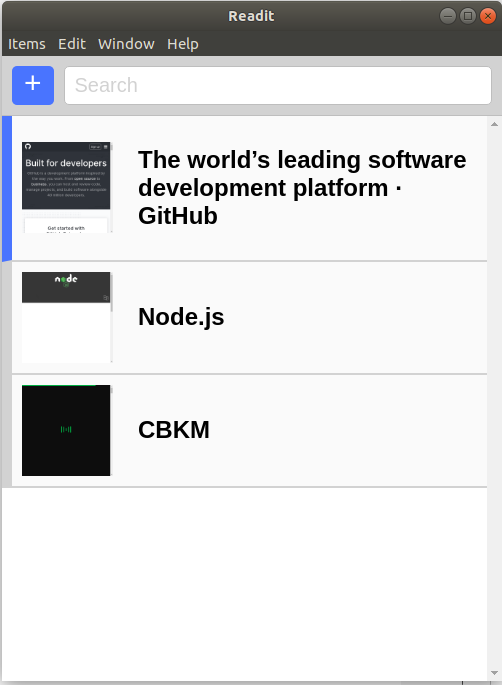 Readit
Items Edit Window Help
+ Search
Built for developers
The world’s leading software
development platform ·
GitHub
Get started with
node
Node.js
CBKM